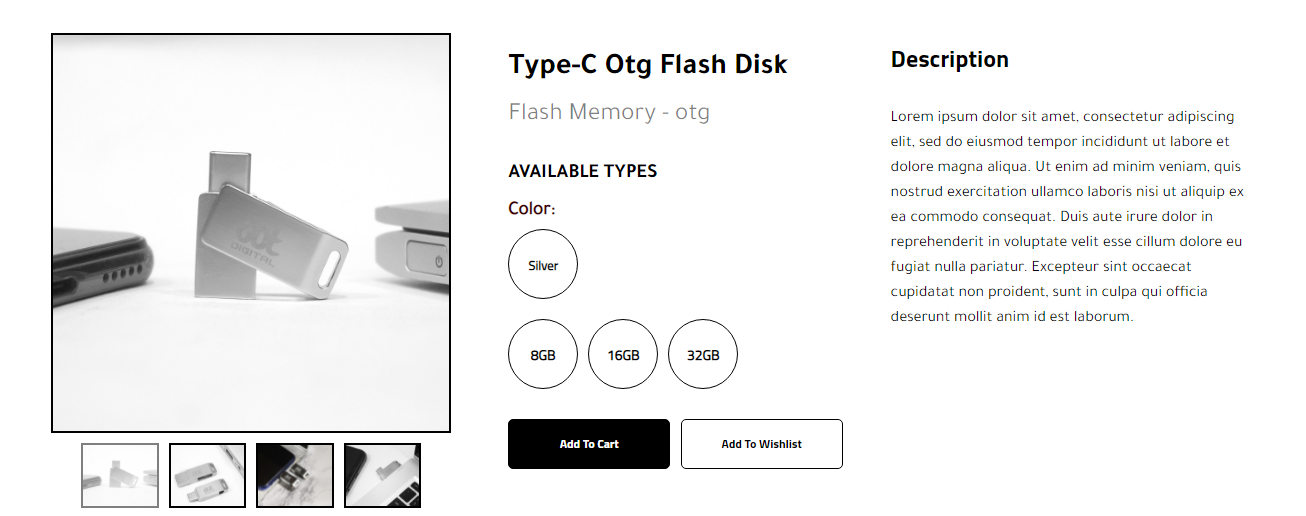 DIGITAL
Type-C Otg Flash Disk
Flash Memory - otg
AVAILABLE TYPES
Color:
Silver
8GB
16GB
32GB
Add To Cart
Add To Wishlist
Description
Lorem ipsum dolor sit amet, consectetur adipiscing
elit, sed do eiusmod tempor incididunt ut labore et
dolore magna aliqua. Ut enim ad minim veniam, quis
nostrud exercitation ullamco laboris nisi ut aliquip ex
ea commodo consequat. Duis aute irure dolor in
reprehenderit in voluptate velit esse cillum dolore eu
fugiat nulla pariatur. Excepteur sint occaecat
cupidatat non proident, sunt in culpa qui officia
deserunt mollit anim id est laborum.